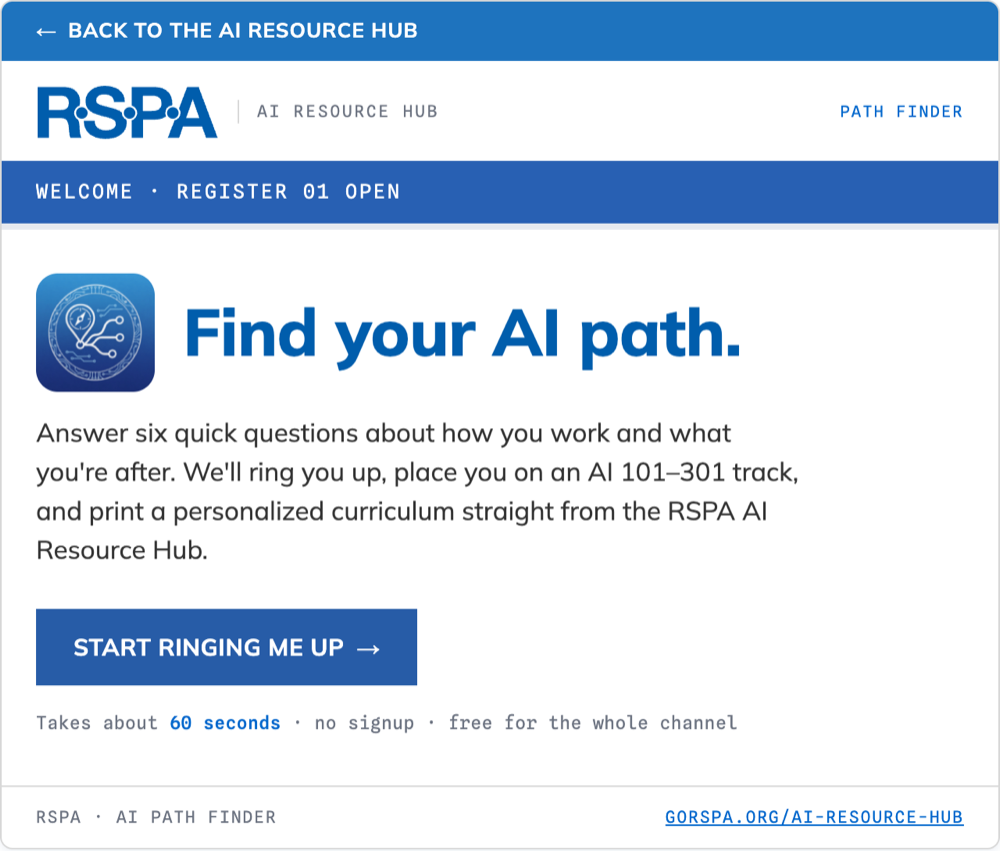 ← BACK TO THE AI RESOURCE HUB
R•S•P•A
AI RESOURCE HUB
PATH FINDER
WELCOME · REGISTER 01 OPEN
Find your AI path.
Answer six quick questions about how you work and what
you're after. We'll ring you up, place you on an AI 101–301 track,
and print a personalized curriculum straight from the RSPA AI
Resource Hub.
START RINGING ME UP →
Takes about 60 seconds · no signup · free for the whole channel
RSPA · AI PATH FINDER
GORSPA.ORG/AI-RESOURCE-HUB